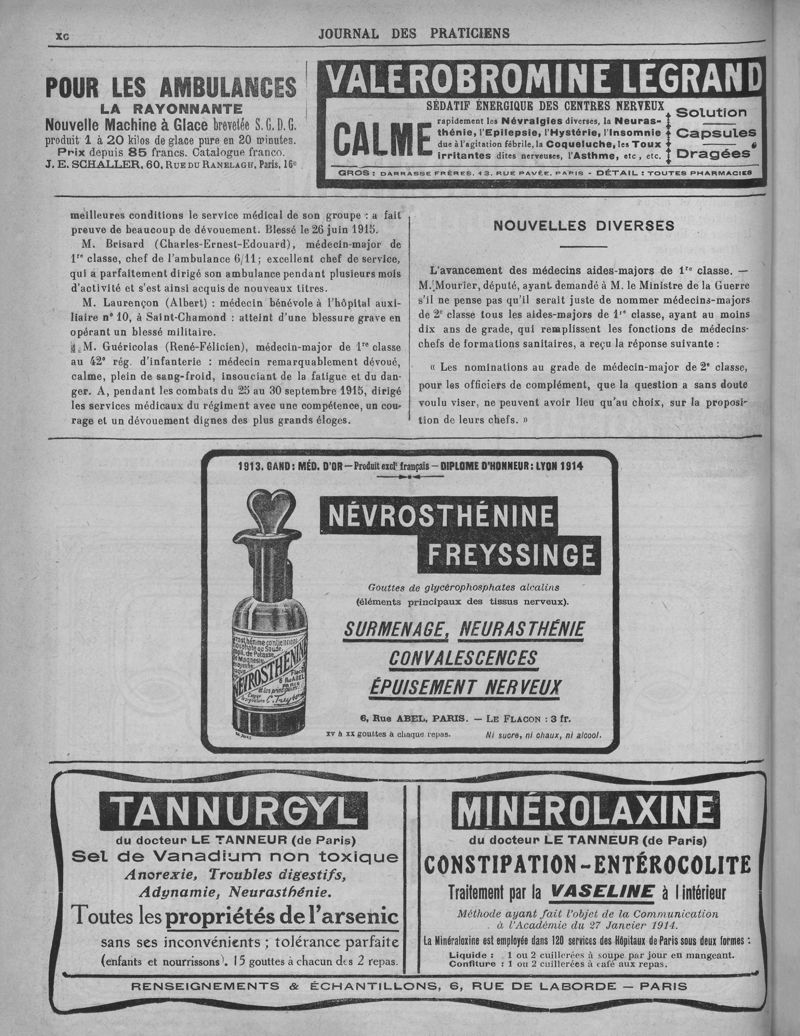 xc
JOURNAL DES PRATICIENS
POUR LES AMBULANCES
LA RAYONNANTE
Nouvelle Machine à Glace brevetée S.G.D.G.
produit 1 à 20 kilos de glace pure en 20 minutes.
Prix depuis 85 francs. Catalogue franco.
J. E. SCHALLER, 60, RUE DU RANELAGH, Paris, 16e
VALEROBROMINE LEGRAND
SÉDATIF ÉNERGIQUE DES CENTRES NERVEUX
CALME
rapidement les Névralgies diverses, la Neuras-
thénie, l'Epilepsie, l'Hystérie, l'Insomnie
due à l'agitation fébrile, la Coqueluche, les Toux
irritantes dites nerveuses, l'Asthme, etc, etc.
Solution
Capsules
Dragées
GROS: DARRASSE FRÈRES, 13, RUE PAVÉE, PARIS - DÉTAIL: TOUTES PHARMACIES
meilleures conditions le service médical de son groupe : a fait
preuve de beaucoup de dévouement. Blessé le 26 juin 1915.
M. Brisard (Charles-Ernest-Edouard), médecin-major de
1re classe, chef de l'ambulance 6/11; excellent chef de service,
qui a parfaitement dirigé son ambulance pendant plusieurs mois
d'activité et s'est ainsi acquis de nouveaux titres.
M. Laurençon (Albert) : médecin bénévole à l'hôpital auxi-
liaire n° 10, à Saint-Chamond : atteint d'une blessure grave en
opérant un blessé militaire.
M. Guéricolas (René-Félicien), médecin-major de 1re classe
au 42e rég. d'infanterie : médecin remarquablement dévoué,
calme, plein de sang-froid, insouciant de la fatigue et du dan-
ger. A, pendant les combats du 25 au 30 septembre 1915, dirigé
les services médicaux du régiment avec une compétence, un cou-
rage et un dévouement dignes des plus grands éloges.
NOUVELLES DIVERSES
L'avancement des médecins aides-majors de 1re classe. —
M. Mourier, député, ayant demandé à M. le Ministre de la Guerre
s'il ne pense pas qu'il serait juste de nommer médecins-majors
de 2e classe tous les aides-majors de 1re classe, ayant au moins
dix ans de grade, qui remplissent les fonctions de médecins-
chefs de formations sanitaires, a reçu la réponse suivante :
« Les nominations au grade de médecin-major de 2e classe,
pour les officiers de complément, que la question a sans doute
voulu viser, ne peuvent avoir lieu qu'au choix, sur la proposi-
tion de leurs chefs. »
1913. GAND: MÉD. D'OR — Produit exclt français — DIPLOME D'HONNEUR: LYON 1914
NÉVROSTHÉNINE
FREYSSINGE
Gouttes de glycérophosphates alcalins
(éléments principaux des tissus nerveux).
SURMENAGE, NEURASTHÉNIE
CONVALESCENCES
ÉPUISEMENT NERVEUX
6, Rue ABEL, PARIS. — LE FLACON : 3 fr.
XV à XX gouttes à chaque repas.
Ni sucre, ni chaux, ni alcool.
NÉVROSTHÉNINE
6 Rue ABEL
PARIS
TANNURGYL
du docteur LE TANNEUR (de Paris)
Sel de Vanadium non toxique
Anorexie, Troubles digestifs,
Adynamie, Neurasthénie.
Toutes les propriétés de l'arsenic
sans ses inconvénients ; tolérance parfaite
(enfants et nourrissons). 15 gouttes à chacun des 2 repas.
MINÉROLAXINE
du docteur LE TANNEUR (de Paris)
CONSTIPATION-ENTÉROCOLITE
Traitement par la VASELINE à l intérieur
Méthode ayant fait l'objet de la Communication
à l'Académie du 27 Janvier 1914.
La Minéraloxine est employée dans 120 services des Hôpitaux de Paris sous deux formes :
Liquide : 1 ou 2 cuillerées à soupe par jour en mangeant.
Confiture : 1 ou 2 cuillerées à café aux repas.
RENSEIGNEMENTS & ÉCHANTILLONS, 6, RUE DE LABORDE — PARIS